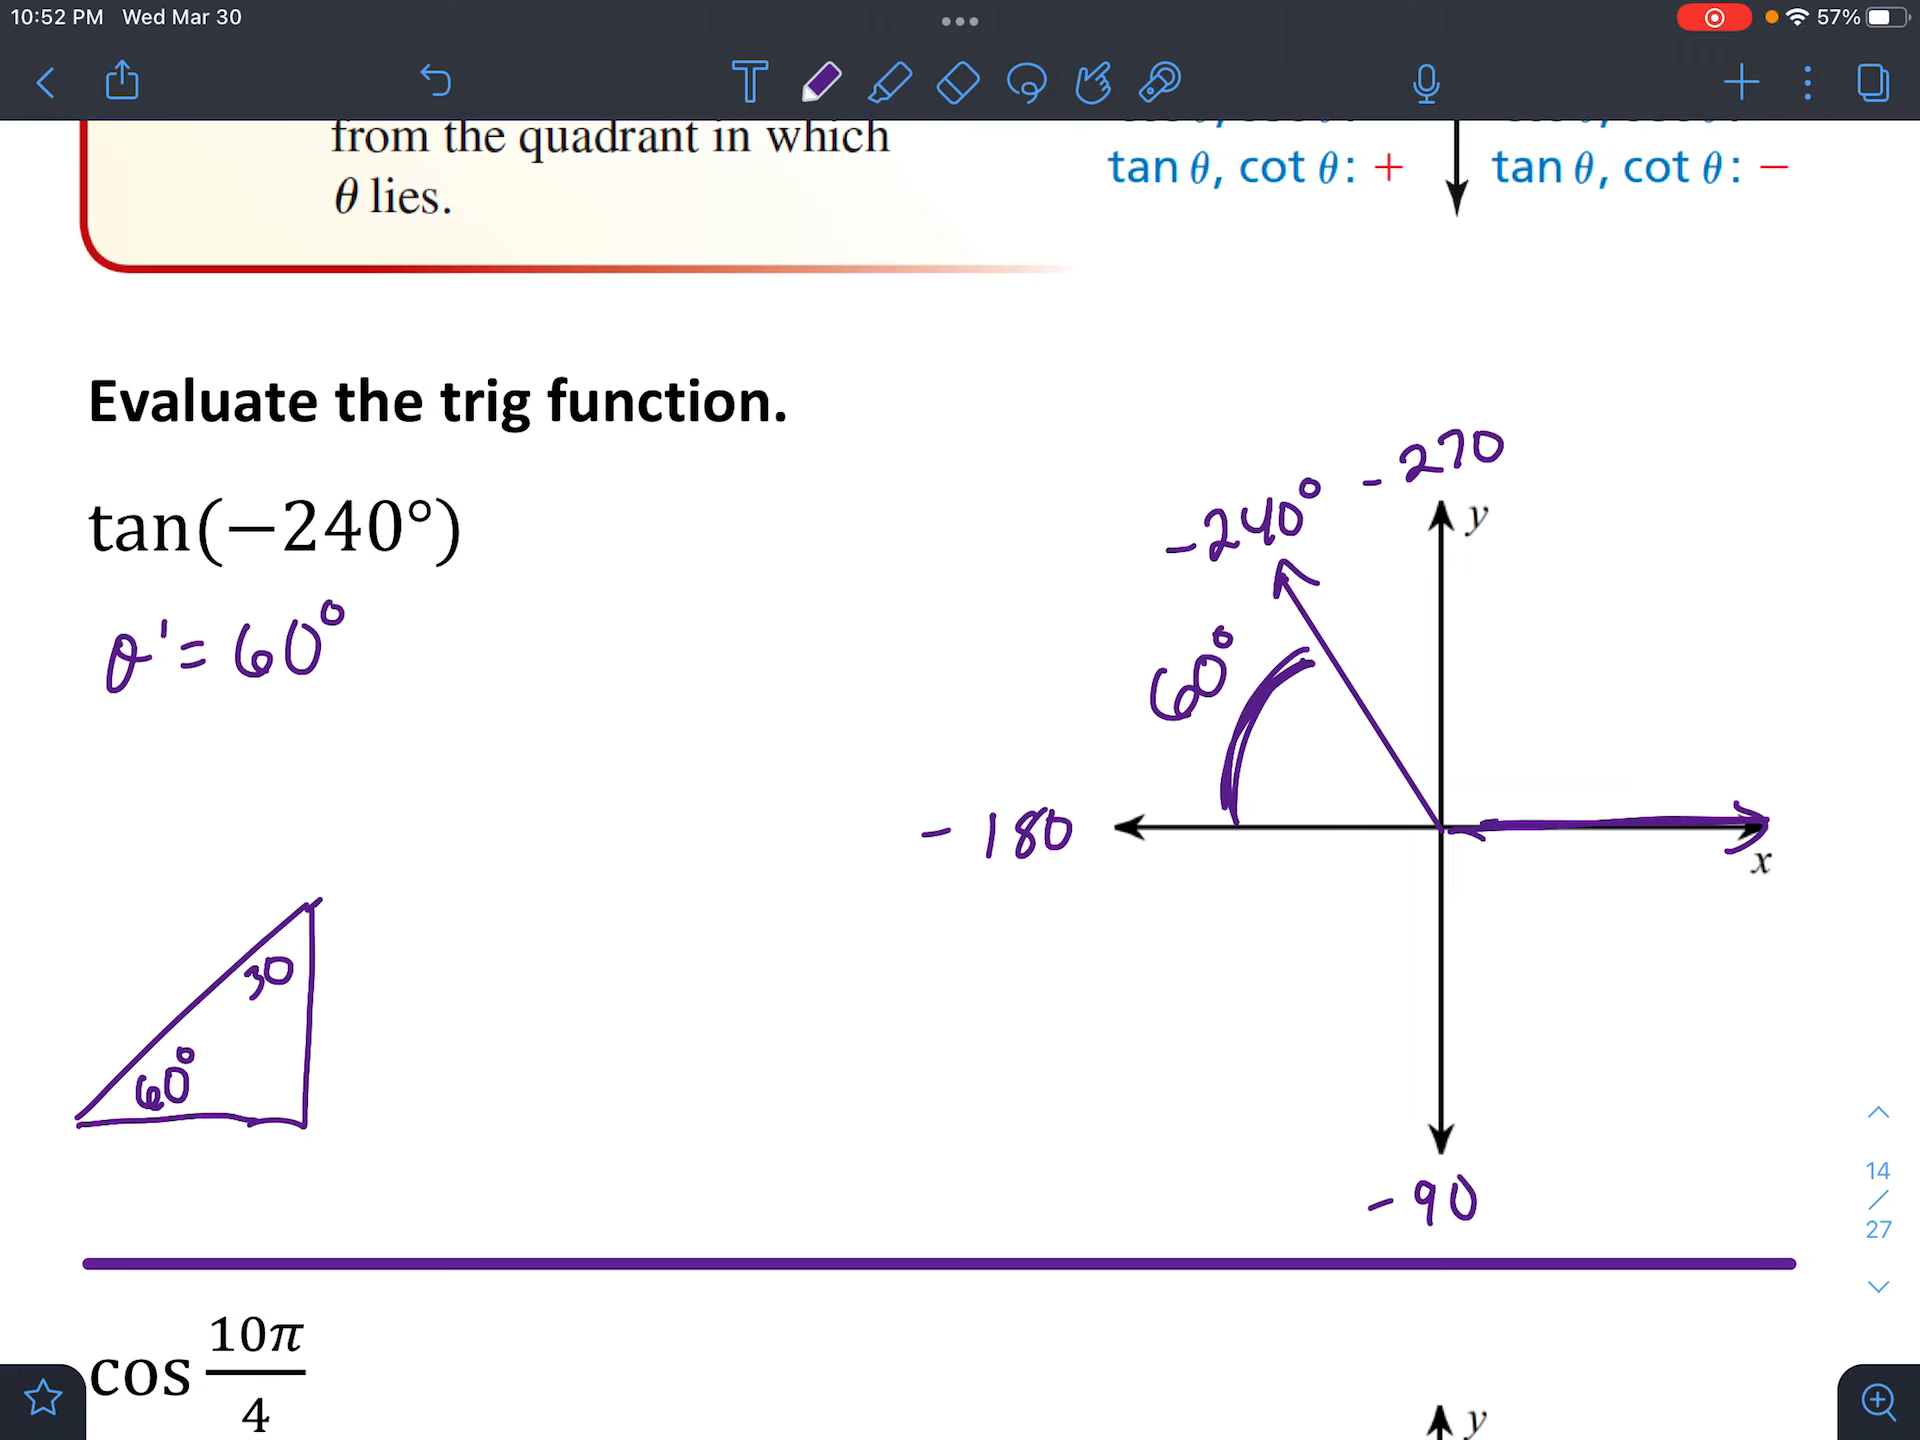 10:52 PM Wed Mar 30
57%
T
from the quadrant in which
θ lies.
tan θ, cot θ: +
tan θ, cot θ: −
Evaluate the trig function.
tan(−240°)
θ' = 60°
-270
-240°
y
60°
-180
x
30
60°
-90
14
/
27
cos 10π/4
y